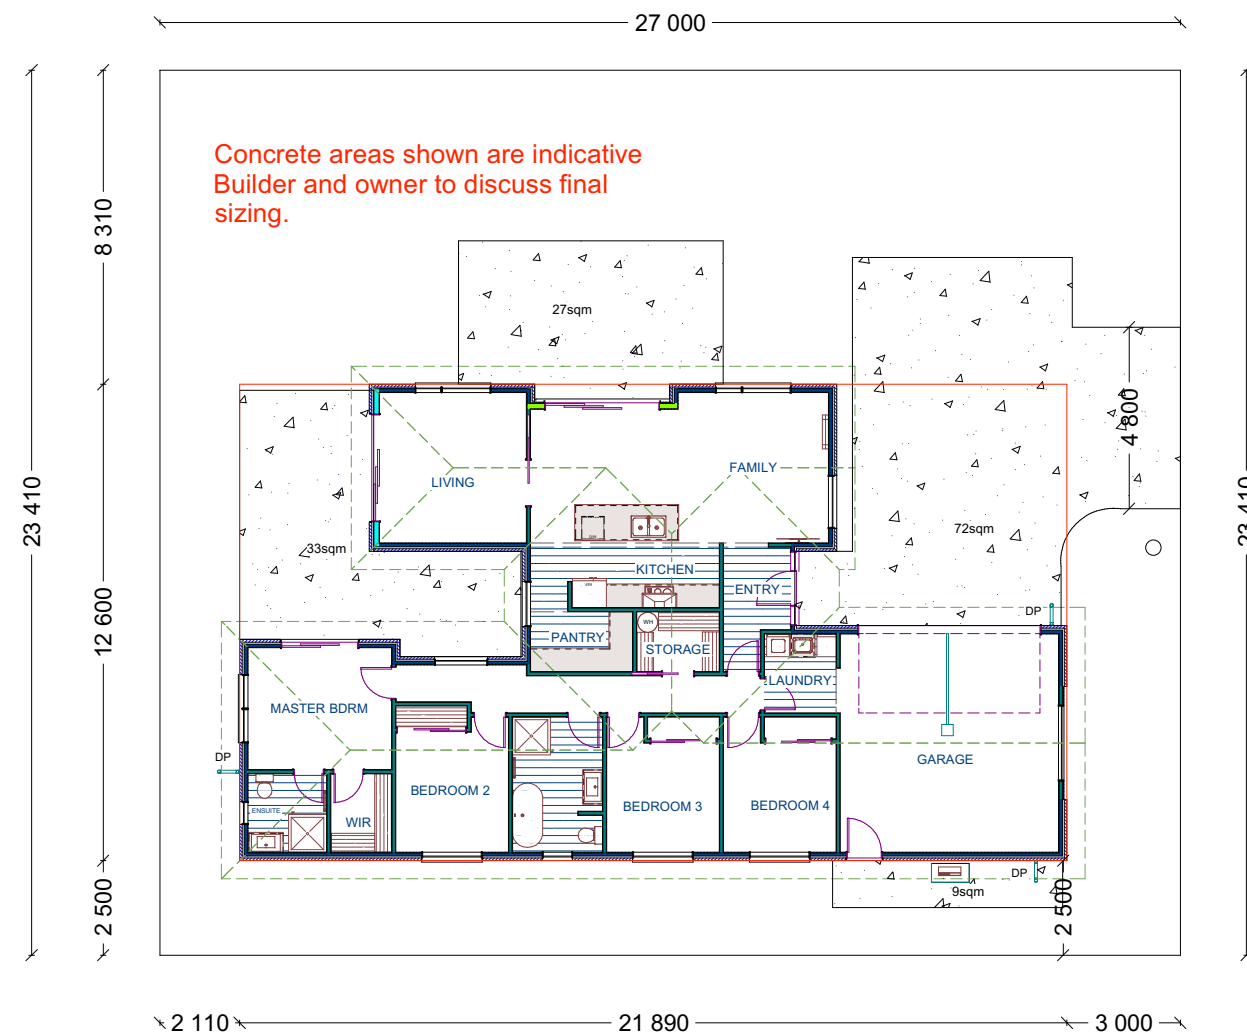 27 000
Concrete areas shown are indicative
Builder and owner to discuss final
sizing.
8 310
27sqm
4 800
FAMILY
LIVING
23 410
23 410
72sqm
33sqm
KITCHEN
ENTRY
12 600
DP
WH
PANTRY
STORAGE
LAUNDRY
MASTER BDRM
DP
GARAGE
BEDROOM 2
BEDROOM 3
BEDROOM 4
ENSUITE
WIR
DP
9sqm
2 500
2 500
2 110
21 890
3 000